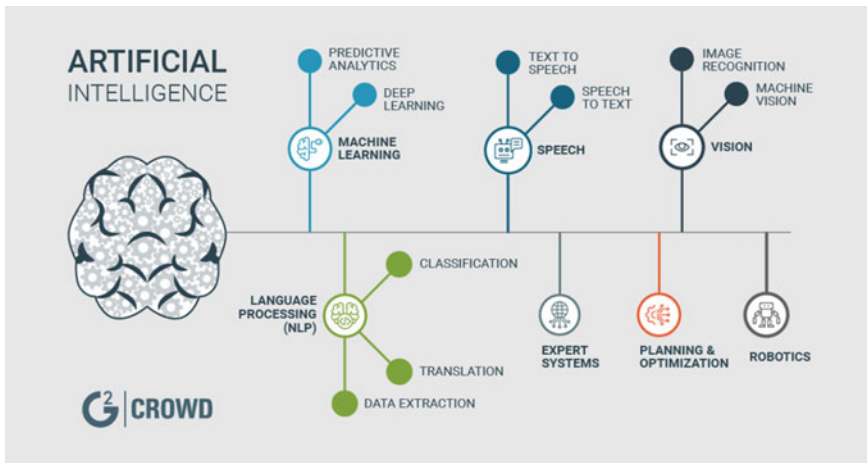 ARTIFICIAL
INTELLIGENCE
PREDICTIVE
ANALYTICS
DEEP
LEARNING
MACHINE
LEARNING
TEXT TO
SPEECH
SPEECH
TO TEXT
SPEECH
IMAGE
RECOGNITION
MACHINE
VISION
VISION
CLASSIFICATION
LANGUAGE
PROCESSING
(NLP)
TRANSLATION
DATA EXTRACTION
EXPERT
SYSTEMS
PLANNING &
OPTIMIZATION
ROBOTICS
G2 | CROWD